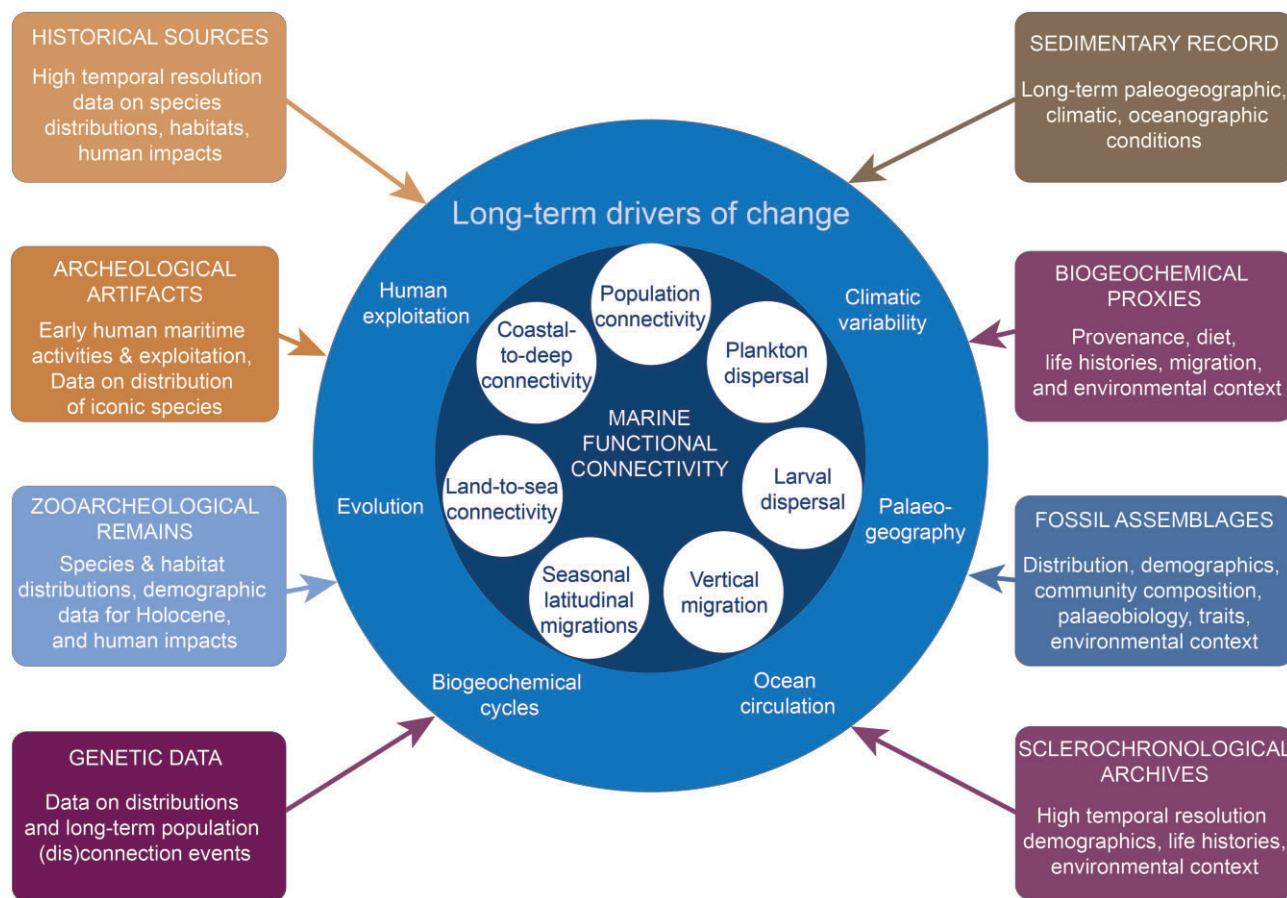 HISTORICAL SOURCES
High temporal resolution
data on species
distributions, habitats,
human impacts
ARCHEOLOGICAL
ARTIFACTS
Early human maritime
activities & exploitation,
Data on distribution
of iconic species
ZOOARCHEOLOGICAL
REMAINS
Species & habitat
distributions, demographic
data for Holocene,
and human impacts
GENETIC DATA
Data on distributions
and long-term population
(dis)connection events
Long-term drivers of change
Human
exploitation
Climatic
variability
Evolution
Palaeo-
geography
Biogeochemical
cycles
Ocean
circulation
Population
connectivity
Coastal-
to-deep
connectivity
Plankton
dispersal
MARINE
FUNCTIONAL
CONNECTIVITY
Land-to-sea
connectivity
Larval
dispersal
Seasonal
latitudinal
migrations
Vertical
migration
SEDIMENTARY RECORD
Long-term paleogeographic,
climatic, oceanographic
conditions
BIOGEOCHEMICAL
PROXIES
Provenance, diet,
life histories, migration,
and environmental context
FOSSIL ASSEMBLAGES
Distribution, demographics,
community composition,
palaeobiology, traits,
environmental context
SCLEROCHRONOLOGICAL
ARCHIVES
High temporal resolution
demographics, life histories,
environmental context